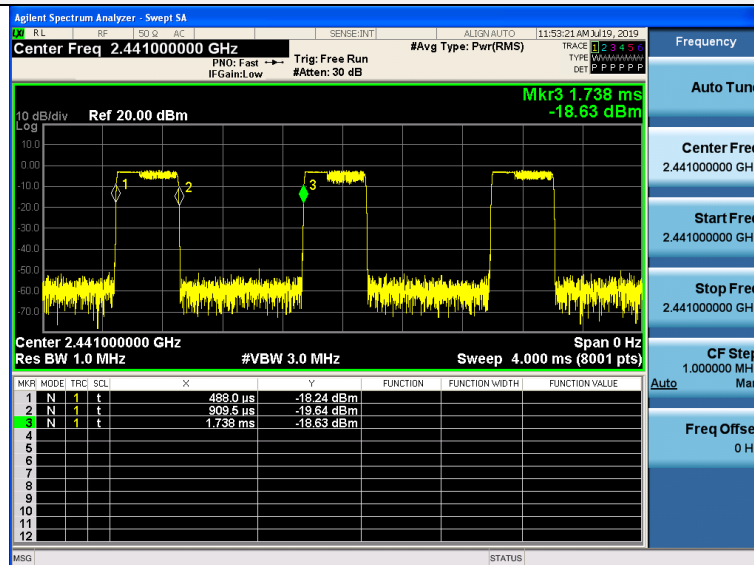 Agilent Spectrum Analyzer - Swept SA
LXI RL RF 50 Ω AC SENSE:INT ALIGN AUTO 11:53:21 AM Jul 19, 2019
Center Freq 2.441000000 GHz #Avg Type: Pwr(RMS) TRACE 1 2 3 4 5 6
PNO: Fast Trig: Free Run TYPE WWWWWW
IFGain:Low #Atten: 30 dB DET P P P P P P
Mkr3 1.738 ms
10 dB/div Ref 20.00 dBm -18.63 dBm
Log
10.0
0.00
-10.0
-20.0
-30.0
-40.0
-50.0
-60.0
-70.0
1 2 3
Center 2.441000000 GHz Span 0 Hz
Res BW 1.0 MHz #VBW 3.0 MHz Sweep 4.000 ms (8001 pts)
MKR MODE TRC SCL X Y FUNCTION FUNCTION WIDTH FUNCTION VALUE
1 N 1 t 488.0 µs -18.24 dBm
2 N 1 t 909.5 µs -19.64 dBm
3 N 1 t 1.738 ms -18.63 dBm
4
5
6
7
8
9
10
11
12
MSG STATUS
Frequency
Auto Tun
Center Fre
2.441000000 GH
Start Fre
2.441000000 GH
Stop Fre
2.441000000 GH
CF Step
1.000000 MH
Auto Ma
Freq Offse
0 H